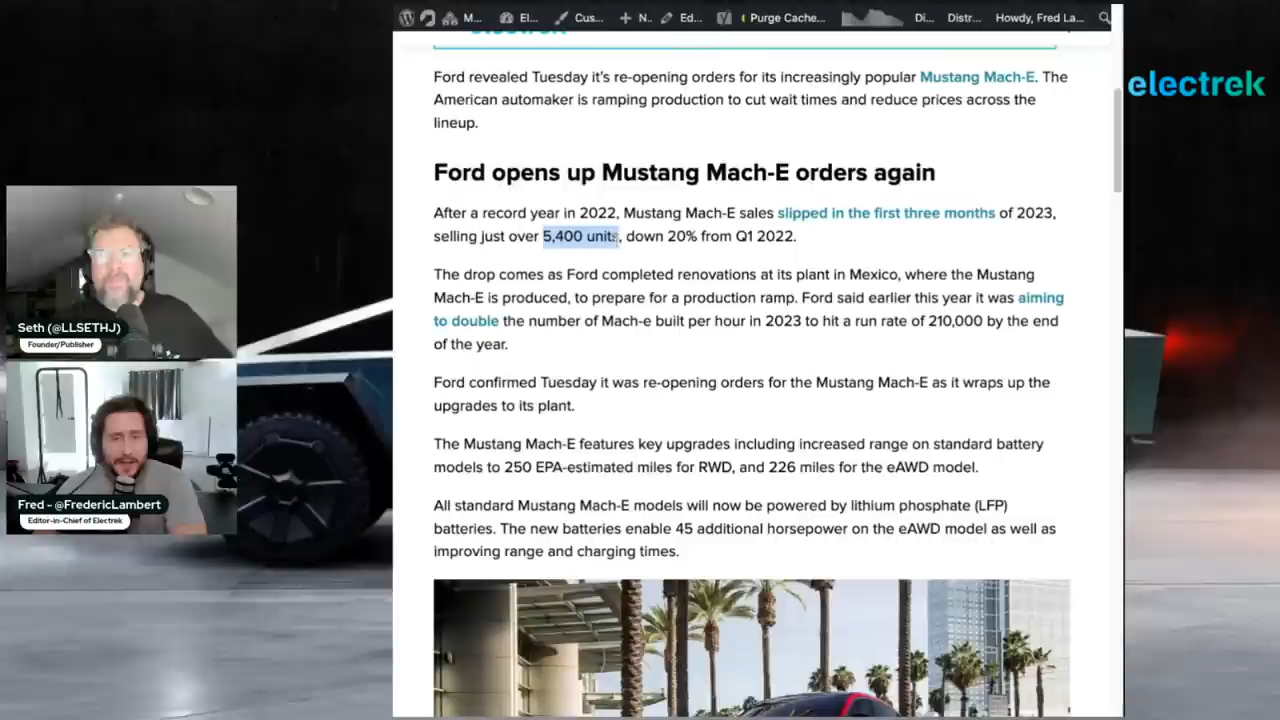 M... El... Cus... N.. Ed... Purge Cache... Di... Distr... Howdy, Fred La...
electrek
Ford revealed Tuesday it's re-opening orders for its increasingly popular Mustang Mach-E. The
American automaker is ramping production to cut wait times and reduce prices across the
lineup.
Ford opens up Mustang Mach-E orders again
After a record year in 2022, Mustang Mach-E sales slipped in the first three months of 2023,
selling just over 5,400 units, down 20% from Q1 2022.
The drop comes as Ford completed renovations at its plant in Mexico, where the Mustang
Mach-E is produced, to prepare for a production ramp. Ford said earlier this year it was aiming
to double the number of Mach-e built per hour in 2023 to hit a run rate of 210,000 by the end
of the year.
Ford confirmed Tuesday it was re-opening orders for the Mustang Mach-E as it wraps up the
upgrades to its plant.
The Mustang Mach-E features key upgrades including increased range on standard battery
models to 250 EPA-estimated miles for RWD, and 226 miles for the eAWD model.
All standard Mustang Mach-E models will now be powered by lithium phosphate (LFP)
batteries. The new batteries enable 45 additional horsepower on the eAWD model as well as
improving range and charging times.
Seth (@LLSETHJ)
Founder/Publisher
Fred - @FredericLambert
Editor-in-Chief of Electrek